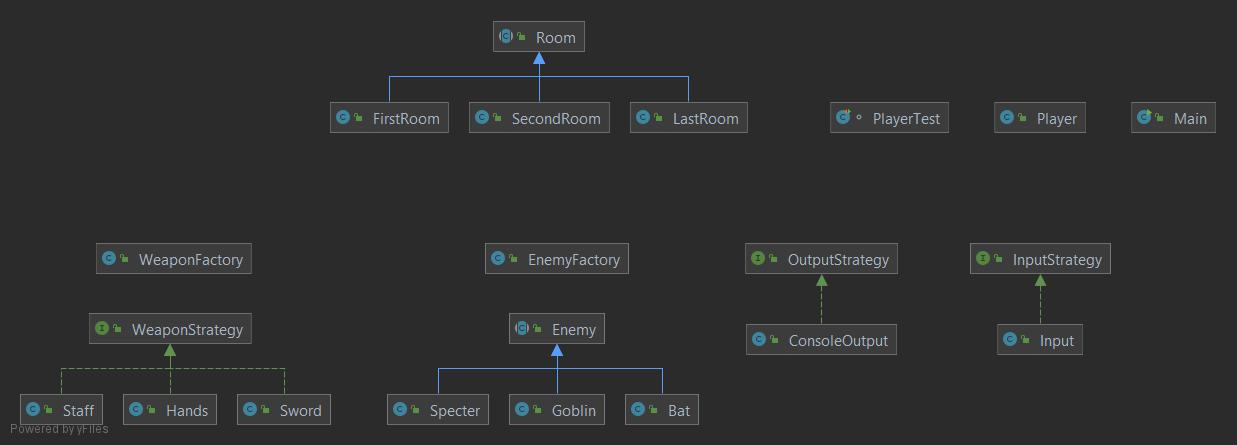 Room
FirstRoom
SecondRoom
LastRoom
PlayerTest
Player
Main
WeaponFactory
EnemyFactory
OutputStrategy
InputStrategy
WeaponStrategy
Enemy
ConsoleOutput
Input
Staff
Hands
Sword
Specter
Goblin
Bat
Powered by yFiles